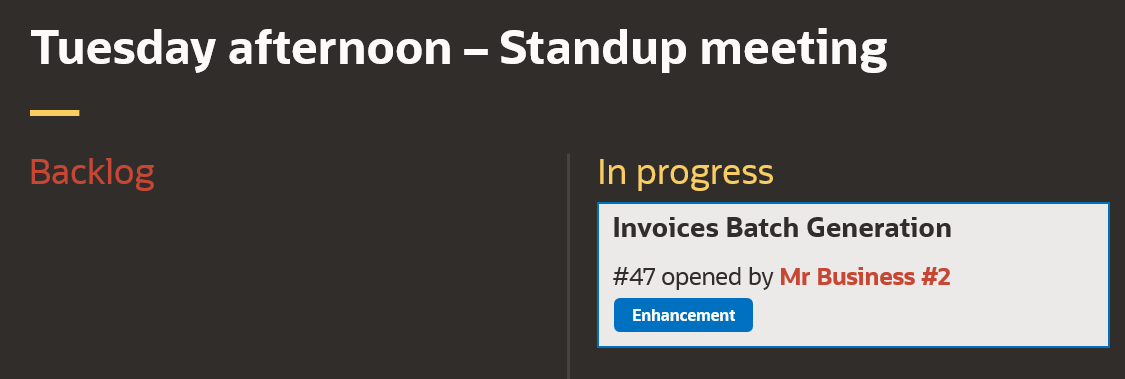 Tuesday afternoon – Standup meeting
Backlog
In progress
Invoices Batch Generation
#47 opened by Mr Business #2
Enhancement